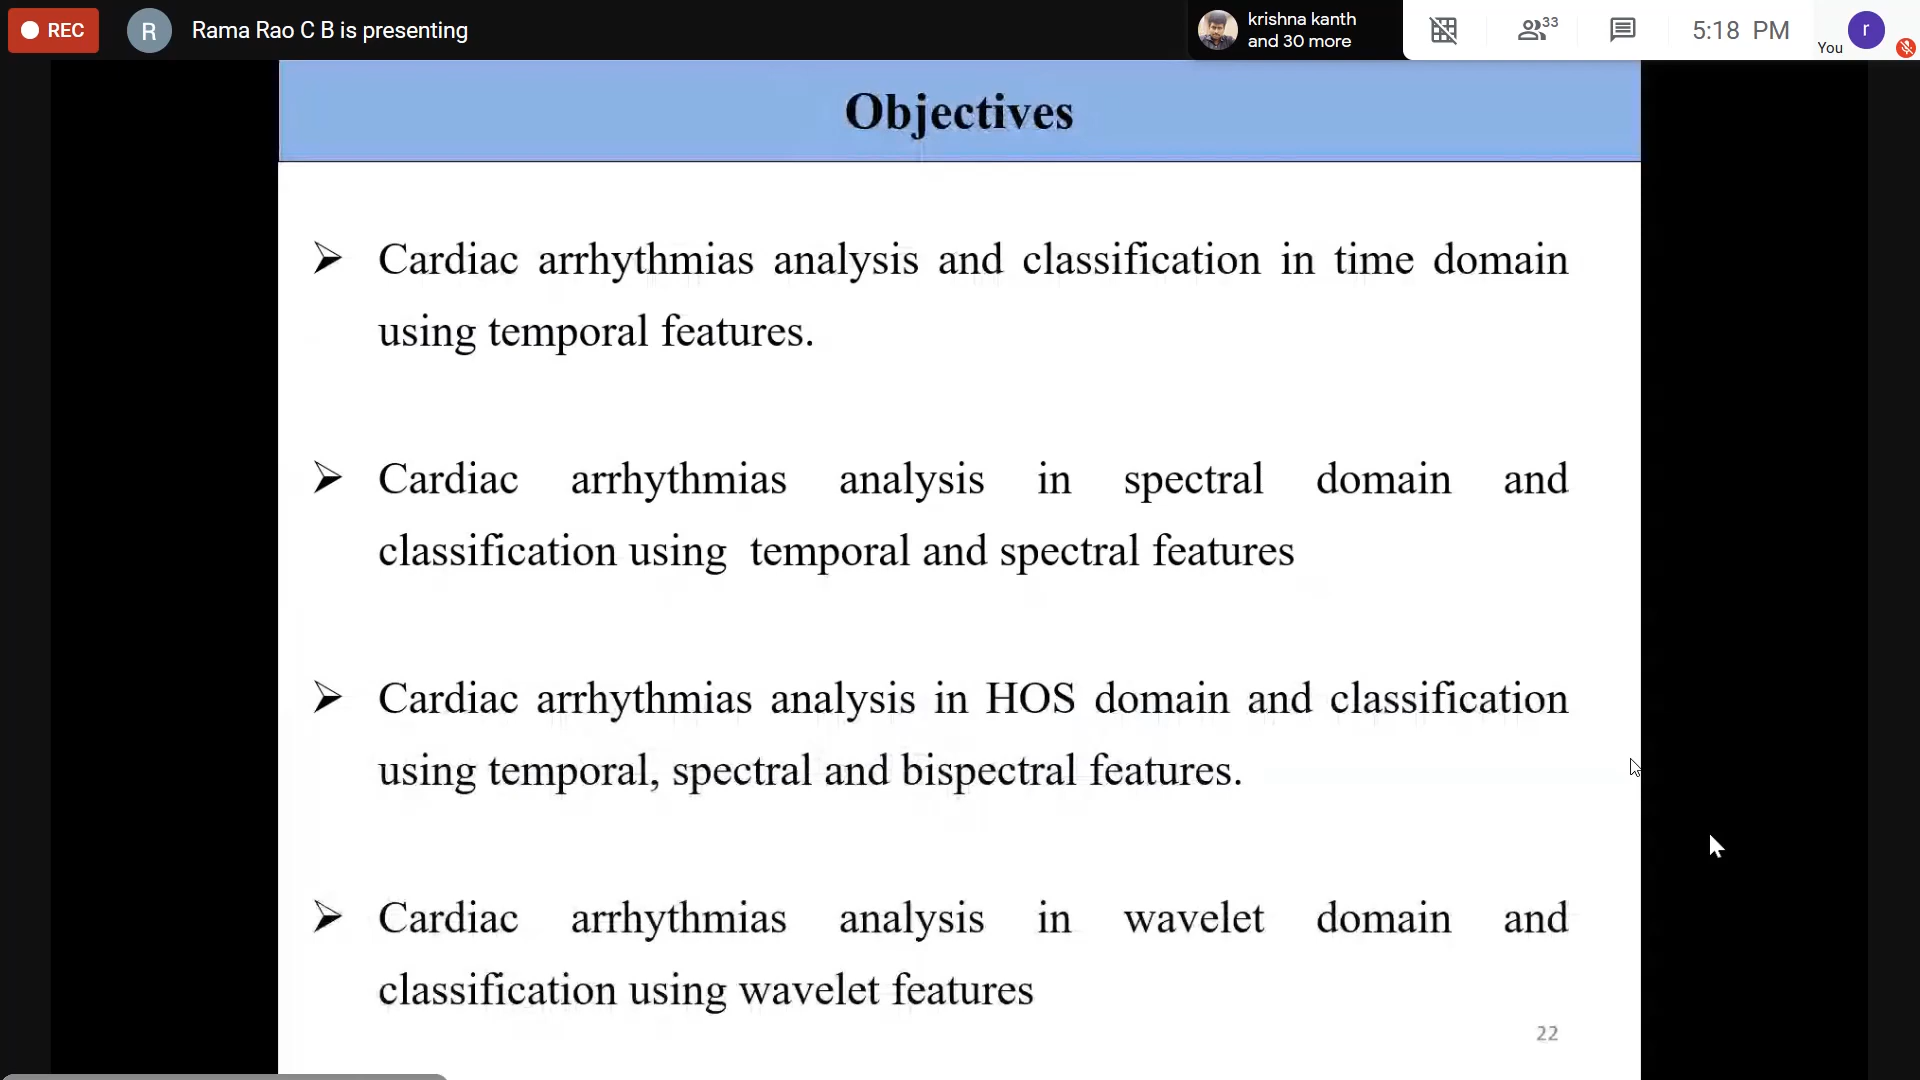 REC
R
Rama Rao C B is presenting
krishna kanth
and 30 more
33
5:18 PM
You
r
Objectives
➢ Cardiac arrhythmias analysis and classification in time domain
using temporal features.
➢ Cardiac arrhythmias analysis in spectral domain and
classification using temporal and spectral features
➢ Cardiac arrhythmias analysis in HOS domain and classification
using temporal, spectral and bispectral features.
➢ Cardiac arrhythmias analysis in wavelet domain and
classification using wavelet features
22